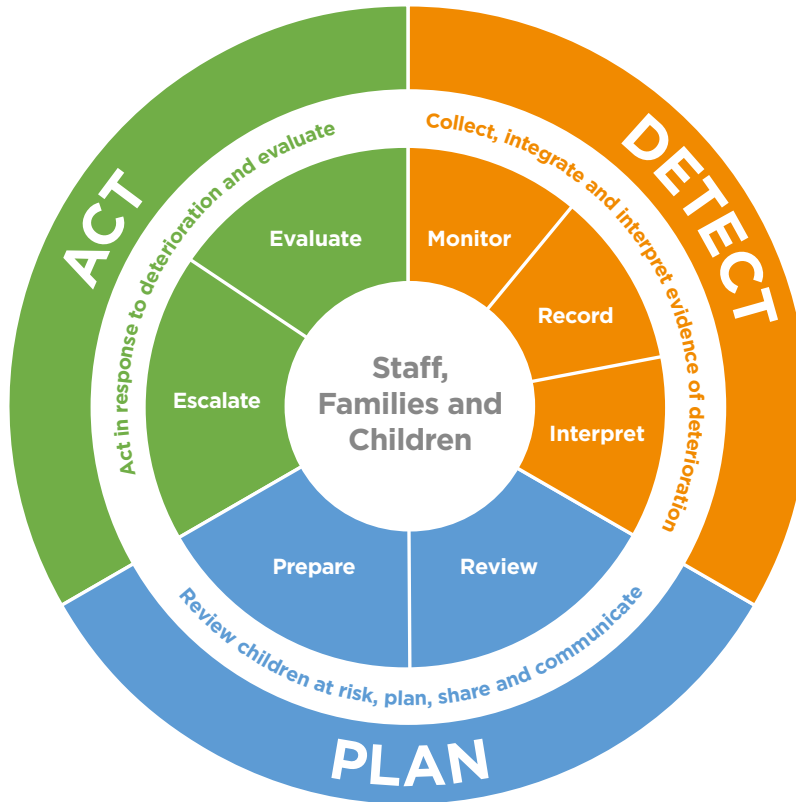 ACT
DETECT
PLAN
Act in response to deterioration and evaluate
Collect, integrate and interpret evidence of deterioration
Review children at risk, plan, share and communicate
Evaluate
Monitor
Record
Interpret
Review
Prepare
Escalate
Staff,
Families and
Children